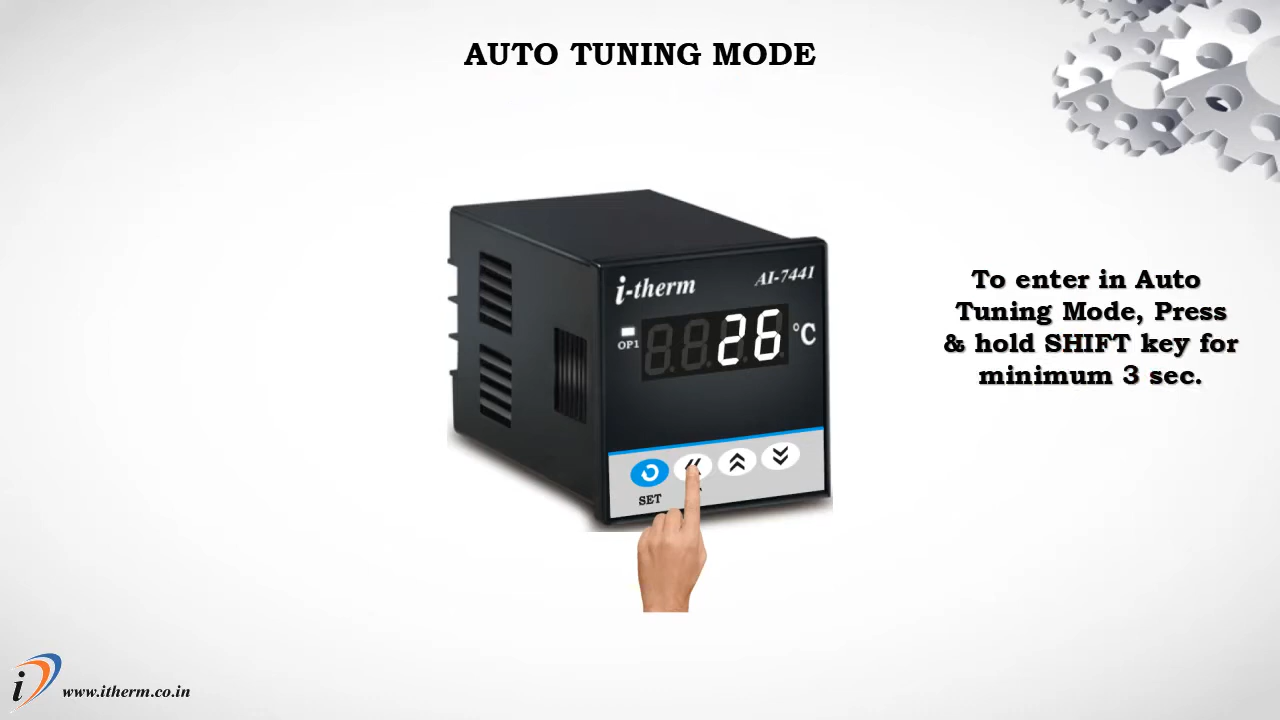 AUTO TUNING MODE
i-therm AI-7441
OP1 26 °C
SET
To enter in Auto
Tuning Mode, Press
& hold SHIFT key for
minimum 3 sec.
i www.itherm.co.in